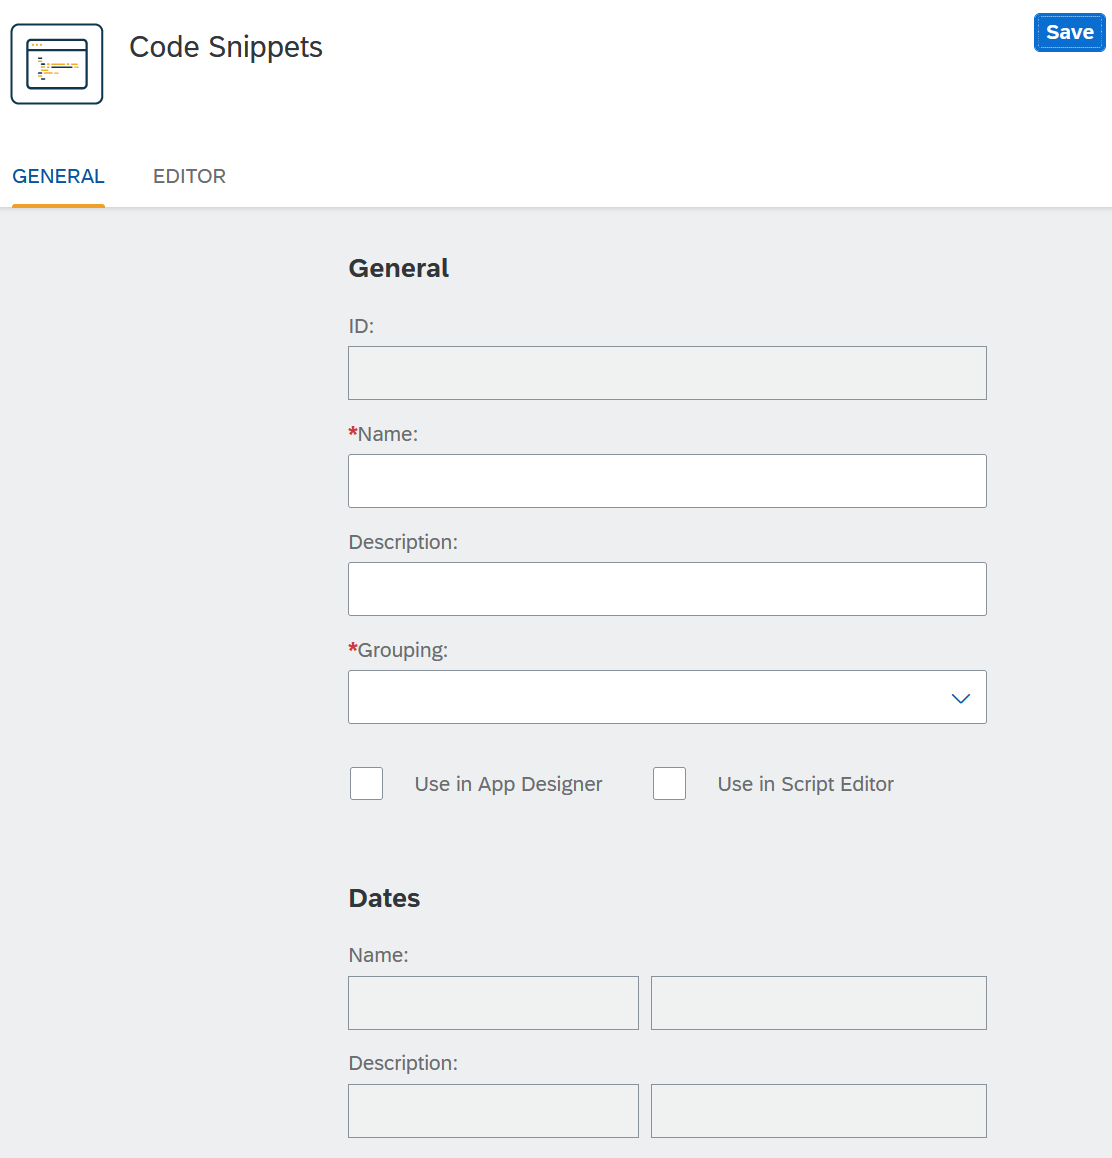 Code Snippets
Save
GENERAL EDITOR
General
ID:
*Name:
Description:
*Grouping:
Use in App Designer Use in Script Editor
Dates
Name:
Description: